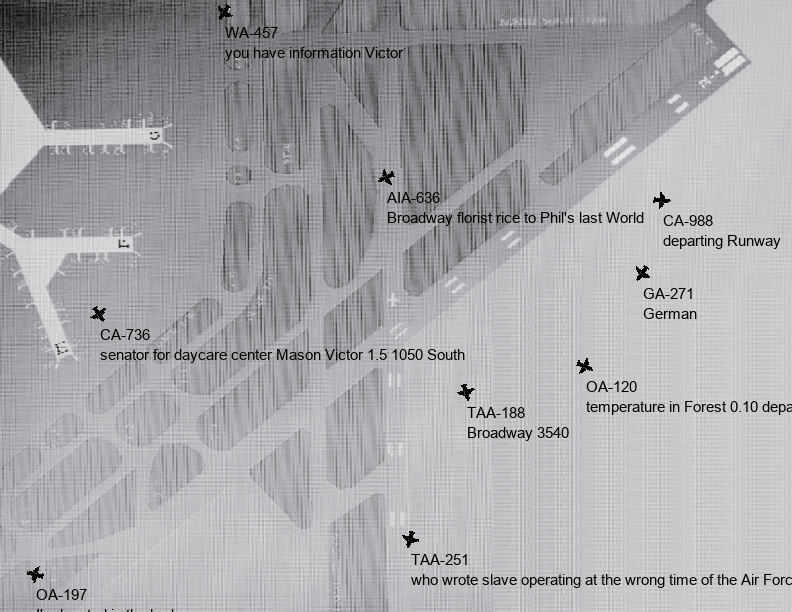 WA-457
you have information Victor
AIA-636
Broadway florist rice to Phil's last World
CA-988
departing Runway
GA-271
German
CA-736
senator for daycare center Mason Victor 1.5 1050 South
OA-120
temperature in Forest 0.10 depa
TAA-188
Broadway 3540
TAA-251
who wrote slave operating at the wrong time of the Air Forc
OA-197